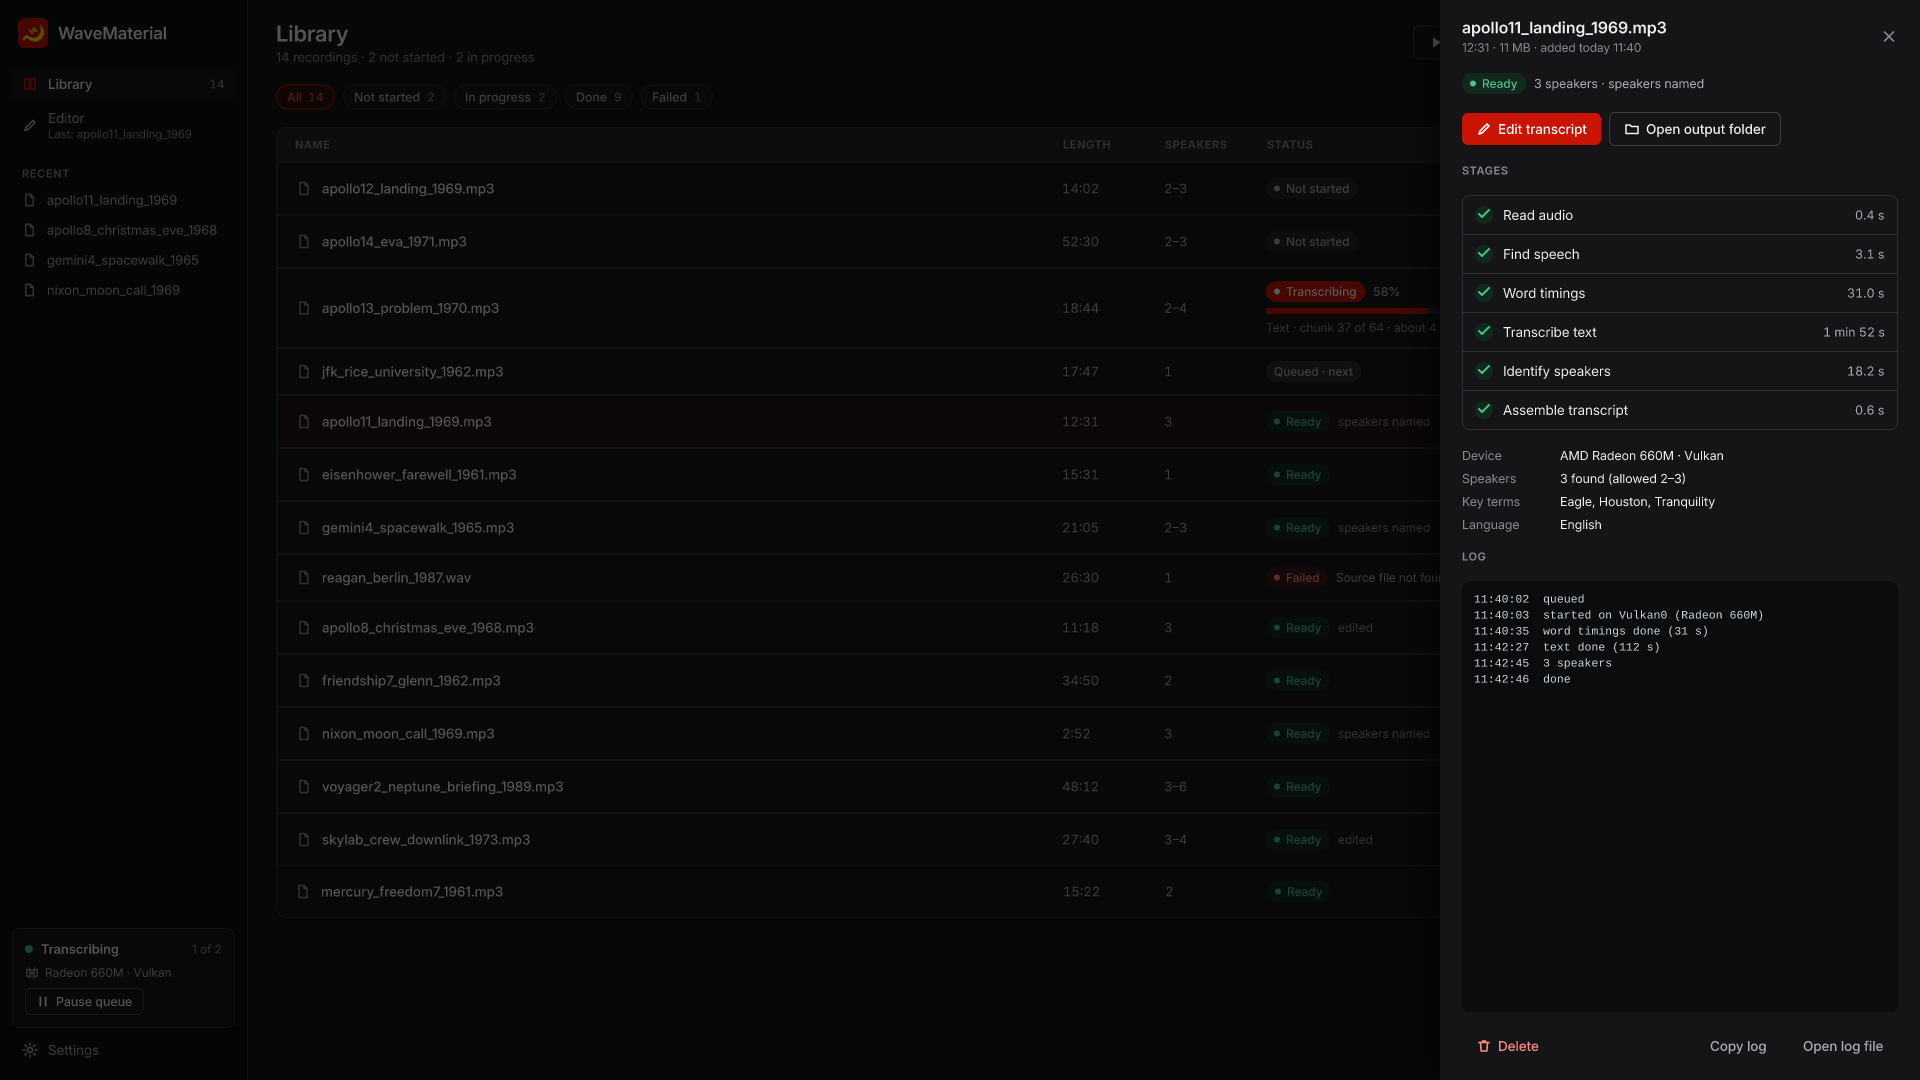 WaveMaterial
Library 14
Editor
Last: apollo11_landing_1969
RECENT
apollo11_landing_1969
apollo8_christmas_eve_1968
gemini4_spacewalk_1965
nixon_moon_call_1969
Transcribing 1 of 2
Radeon 660M · Vulkan
Pause queue
Settings
Library
14 recordings · 2 not started · 2 in progress
All 14 Not started 2 In progress 2 Done 9 Failed 1
NAME LENGTH SPEAKERS STATUS
apollo12_landing_1969.mp3 14:02 2–3 Not started
apollo14_eva_1971.mp3 52:30 2–3 Not started
apollo13_problem_1970.mp3 18:44 2–4 Transcribing 58%
Text · chunk 37 of 64 · about 4
jfk_rice_university_1962.mp3 17:47 1 Queued · next
apollo11_landing_1969.mp3 12:31 3 Ready speakers named
eisenhower_farewell_1961.mp3 15:31 1 Ready
gemini4_spacewalk_1965.mp3 21:05 2–3 Ready speakers named
reagan_berlin_1987.wav 26:30 1 Failed Source file not
apollo8_christmas_eve_1968.mp3 11:18 3 Ready edited
friendship7_glenn_1962.mp3 34:50 2 Ready
nixon_moon_call_1969.mp3 2:52 3 Ready speakers named
voyager2_neptune_briefing_1989.mp3 48:12 3–6 Ready
skylab_crew_downlink_1973.mp3 27:40 3–4 Ready edited
mercury_freedom7_1961.mp3 15:22 2 Ready
apollo11_landing_1969.mp3
12:31 · 11 MB · added today 11:40
Ready 3 speakers · speakers named
Edit transcript Open output folder
STAGES
Read audio 0.4 s
Find speech 3.1 s
Word timings 31.0 s
Transcribe text 1 min 52 s
Identify speakers 18.2 s
Assemble transcript 0.6 s
Device AMD Radeon 660M · Vulkan
Speakers 3 found (allowed 2–3)
Key terms Eagle, Houston, Tranquility
Language English
LOG
11:40:02 queued
11:40:03 started on Vulkan0 (Radeon 660M)
11:40:35 word timings done (31 s)
11:42:27 text done (112 s)
11:42:45 3 speakers
11:42:46 done
Delete Copy log Open log file